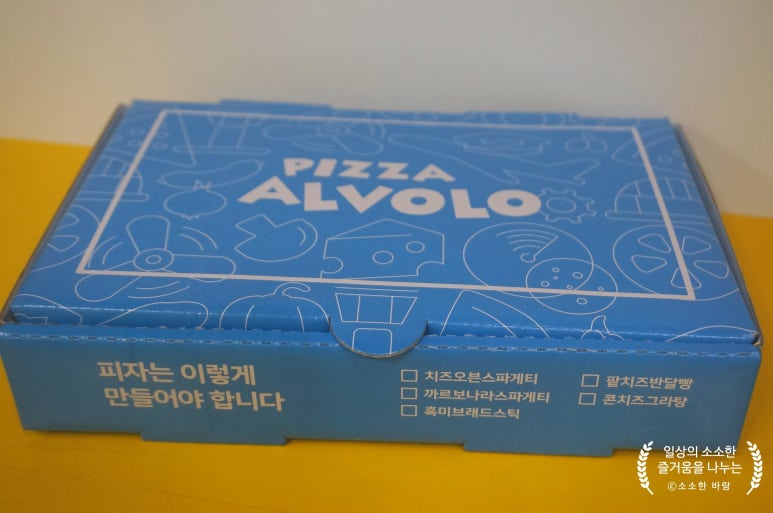 PIZZA
ALVOLO
피자는 이렇게
만들어야 합니다
치즈오븐스파게티
까르보나라스파게티
흑미브래드스틱
팥치즈반달빵
콘치즈그라탕
일상의 소소한
즐거움을 나누는
ⓒ소소한 바람